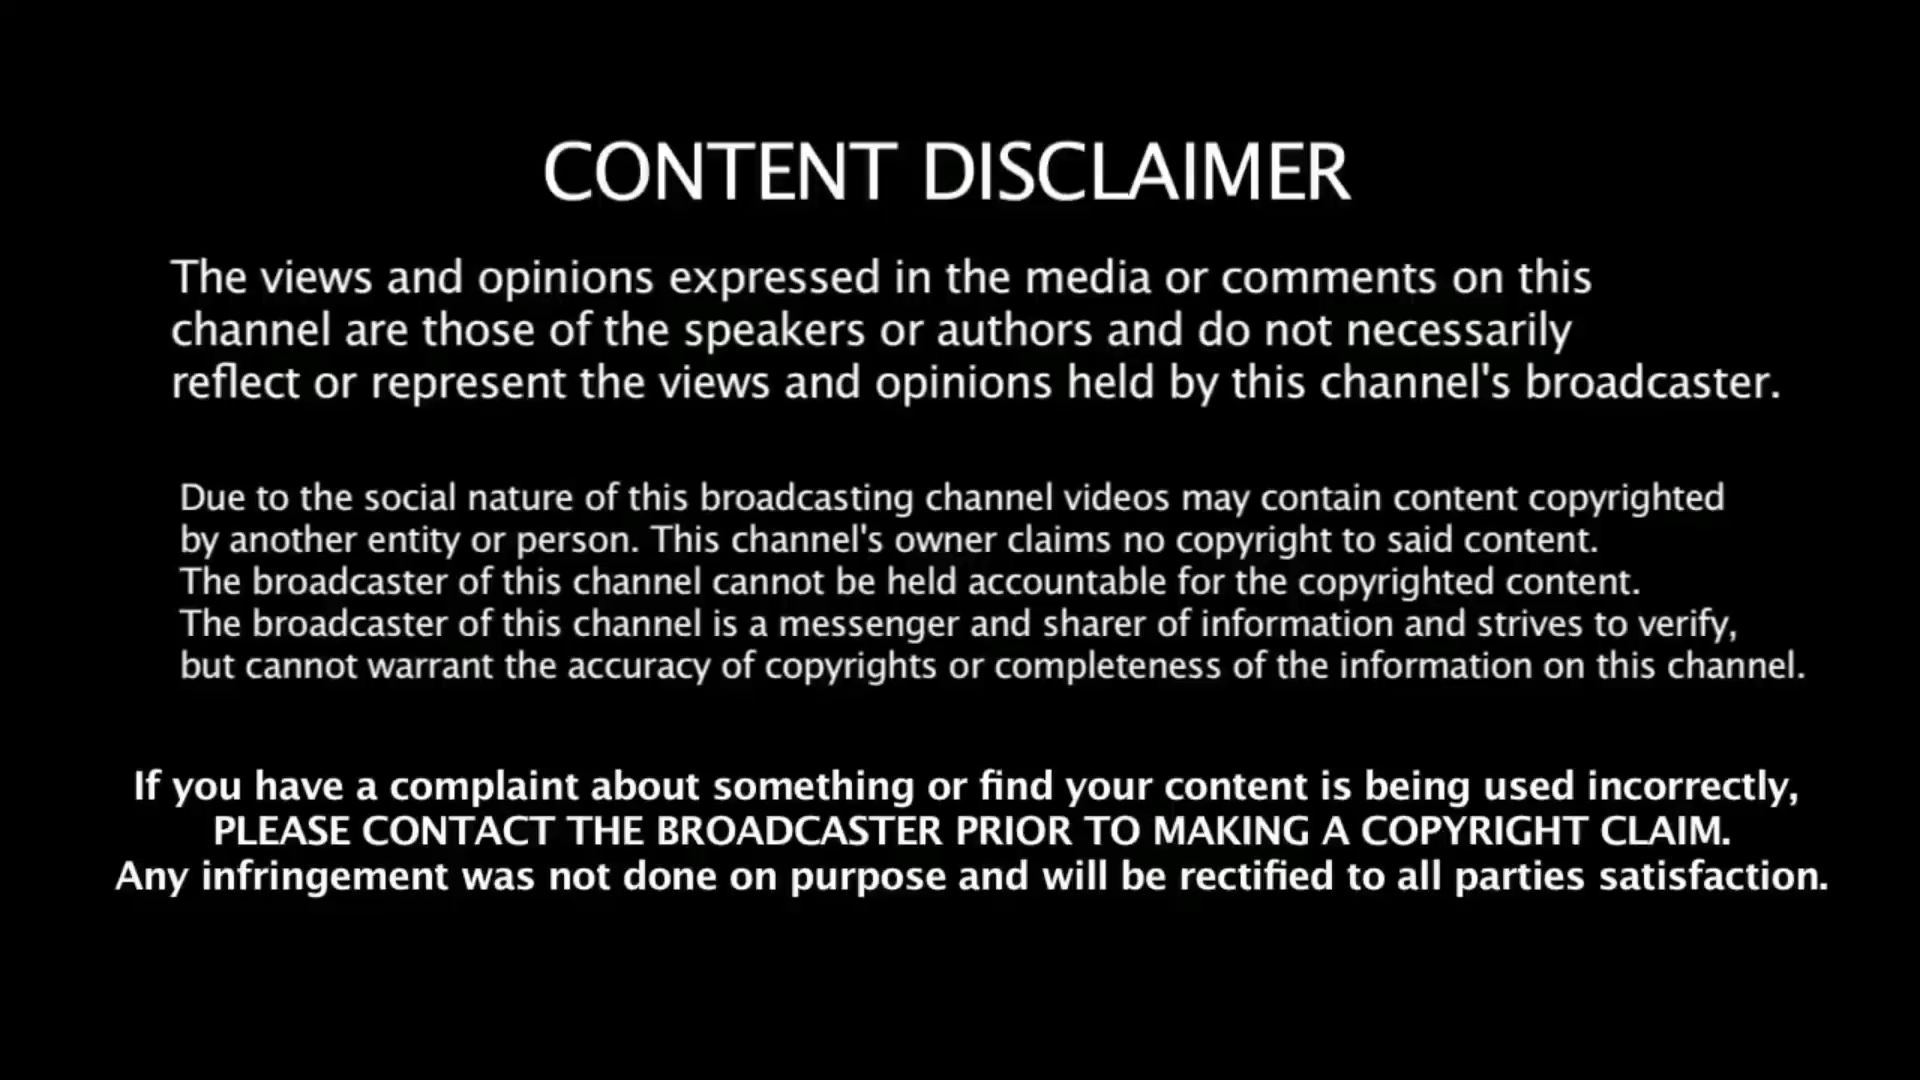 CONTENT DISCLAIMER
The views and opinions expressed in the media or comments on this
channel are those of the speakers or authors and do not necessarily
reflect or represent the views and opinions held by this channel's broadcaster.
Due to the social nature of this broadcasting channel videos may contain content copyrighted
by another entity or person. This channel's owner claims no copyright to said content.
The broadcaster of this channel cannot be held accountable for the copyrighted content.
The broadcaster of this channel is a messenger and sharer of information and strives to verify,
but cannot warrant the accuracy of copyrights or completeness of the information on this channel.
If you have a complaint about something or find your content is being used incorrectly,
PLEASE CONTACT THE BROADCASTER PRIOR TO MAKING A COPYRIGHT CLAIM.
Any infringement was not done on purpose and will be rectified to all parties satisfaction.